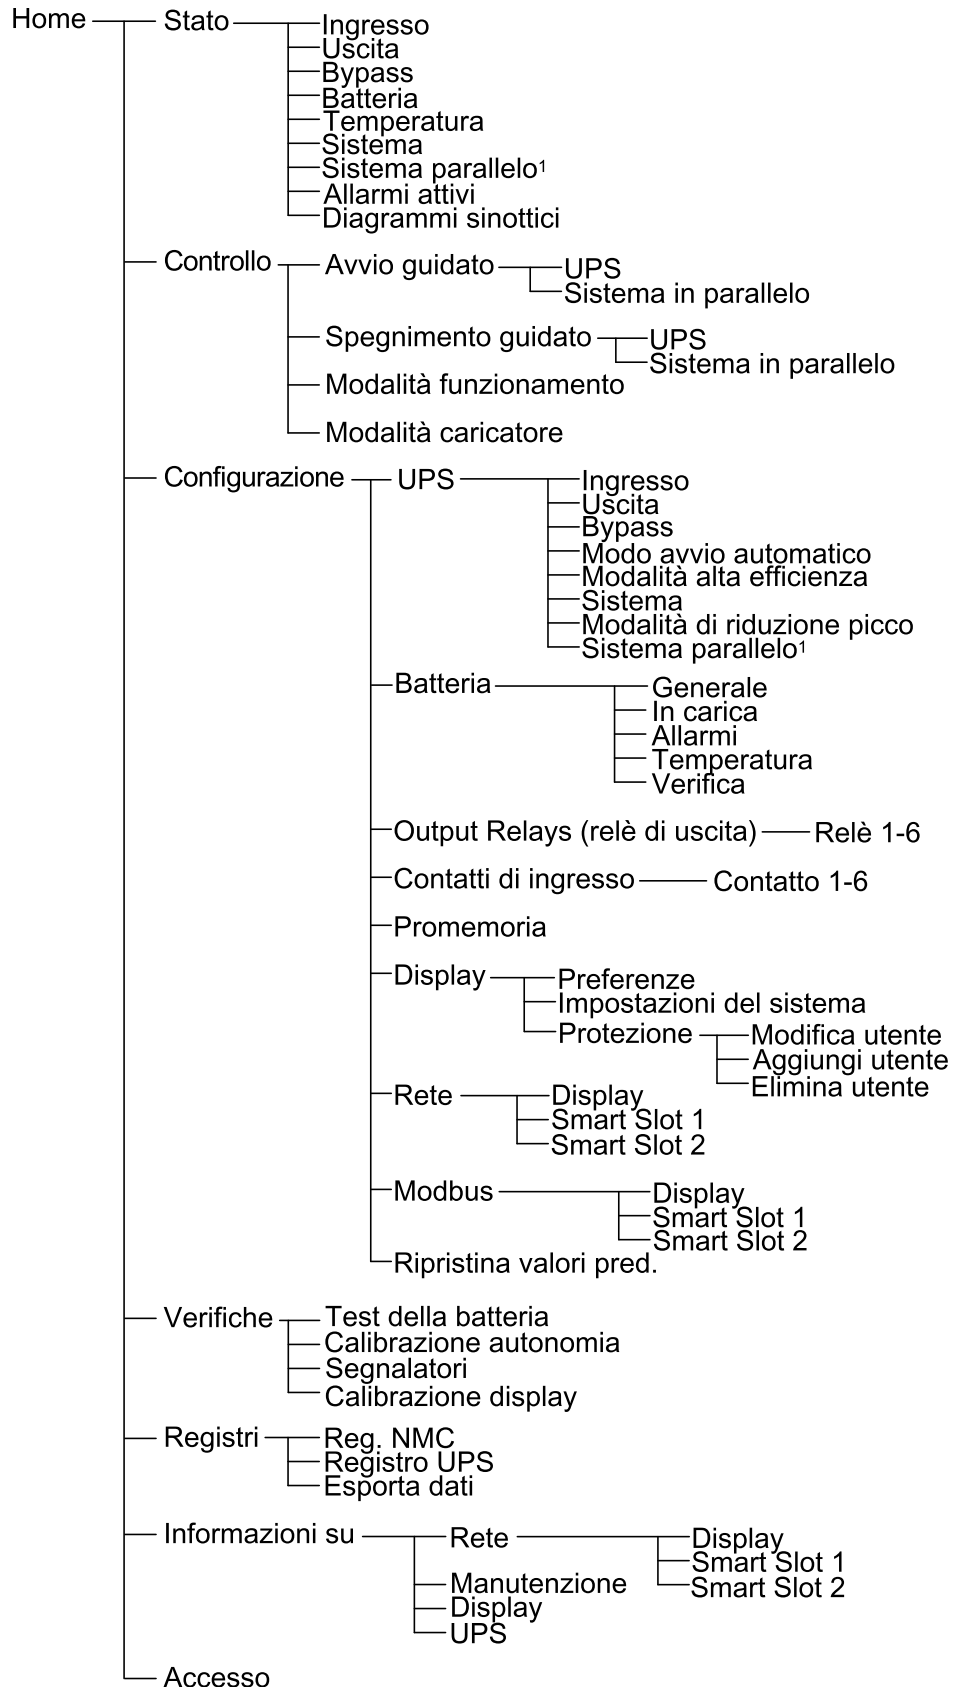 Home
Stato
Ingresso
Uscita
Bypass
Batteria
Temperatura
Sistema
Sistema parallelo¹
Allarmi attivi
Diagrammi sinottici
Controllo
Avvio guidato
UPS
Sistema in parallelo
Spegnimento guidato
UPS
Sistema in parallelo
Modalità funzionamento
Modalità caricatore
Configurazione
UPS
Ingresso
Uscita
Bypass
Modo avvio automatico
Modalità alta efficienza
Sistema
Modalità di riduzione picco
Sistema parallelo¹
Batteria
Generale
In carica
Allarmi
Temperatura
Verifica
Output Relays (relè di uscita)
Relè 1-6
Contatti di ingresso
Contatto 1-6
Promemoria
Display
Preferenze
Impostazioni del sistema
Protezione
Modifica utente
Aggiungi utente
Elimina utente
Rete
Display
Smart Slot 1
Smart Slot 2
Modbus
Display
Smart Slot 1
Smart Slot 2
Ripristina valori pred.
Verifiche
Test della batteria
Calibrazione autonomia
Segnalatori
Calibrazione display
Registri
Reg. NMC
Registro UPS
Esporta dati
Informazioni su
Rete
Display
Smart Slot 1
Smart Slot 2
Manutenzione
Display
UPS
Accesso